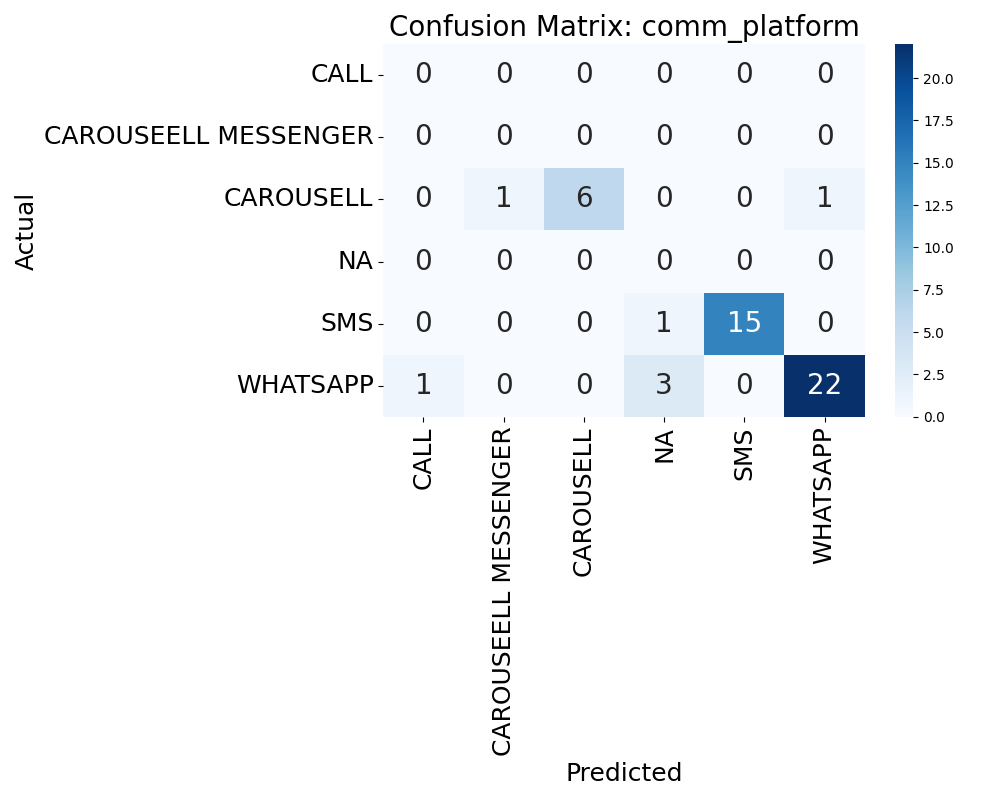 Confusion Matrix: comm_platform
Actual
CALL 0 0 0 0 0 0
CAROUSEELL MESSENGER 0 0 0 0 0 0
CAROUSELL 0 1 6 0 0 1
NA 0 0 0 0 0 0
SMS 0 0 0 1 15 0
WHATSAPP 1 0 0 3 0 22
CALL
CAROUSEELL MESSENGER
CAROUSELL
NA
SMS
WHATSAPP
Predicted
20.0
17.5
15.0
12.5
10.0
7.5
5.0
2.5
0.0